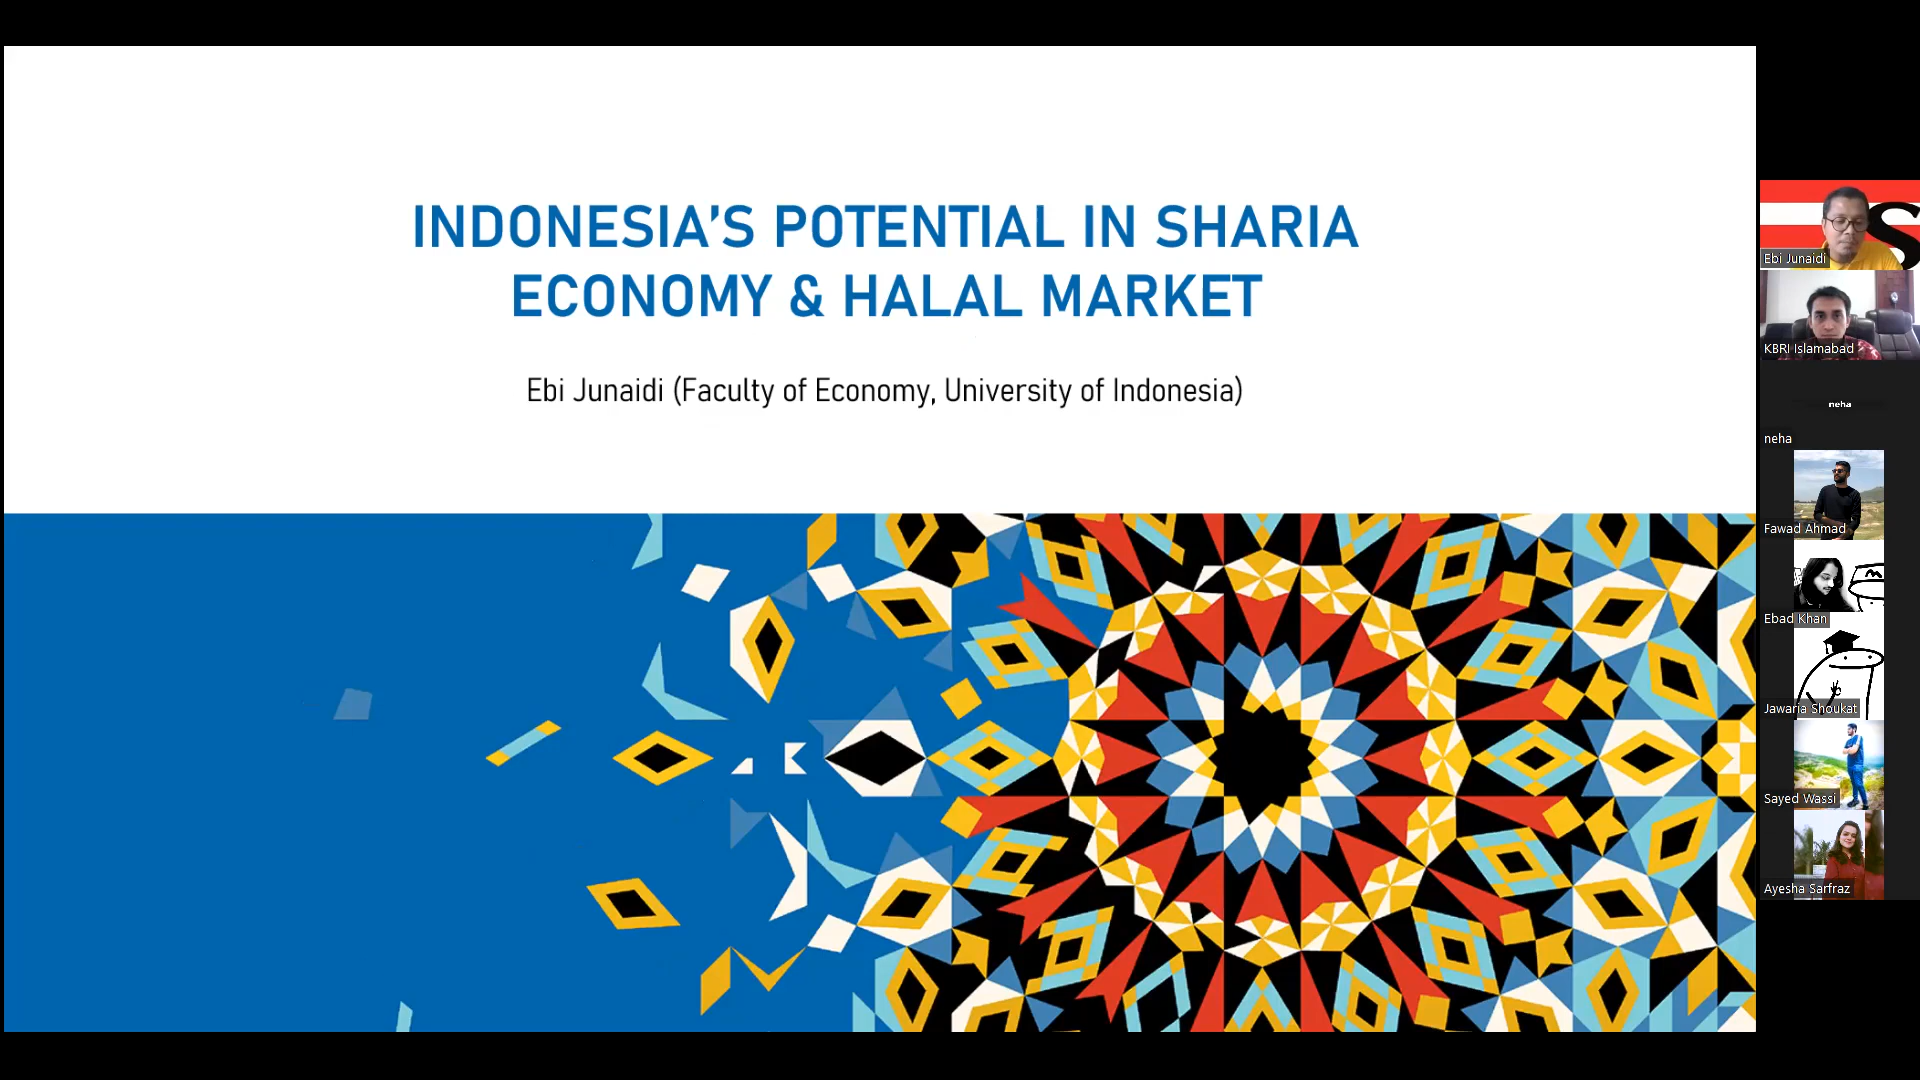 INDONESIA'S POTENTIAL IN SHARIA
ECONOMY & HALAL MARKET
Ebi Junaidi (Faculty of Economy, University of Indonesia)
S
Ebi Junaidi
KBRI Islamabad
neha
neha
Fawad Ahmad
Ebad Khan
Jawaria Shoukat
Sayed Wassi
Ayesha Sarfraz